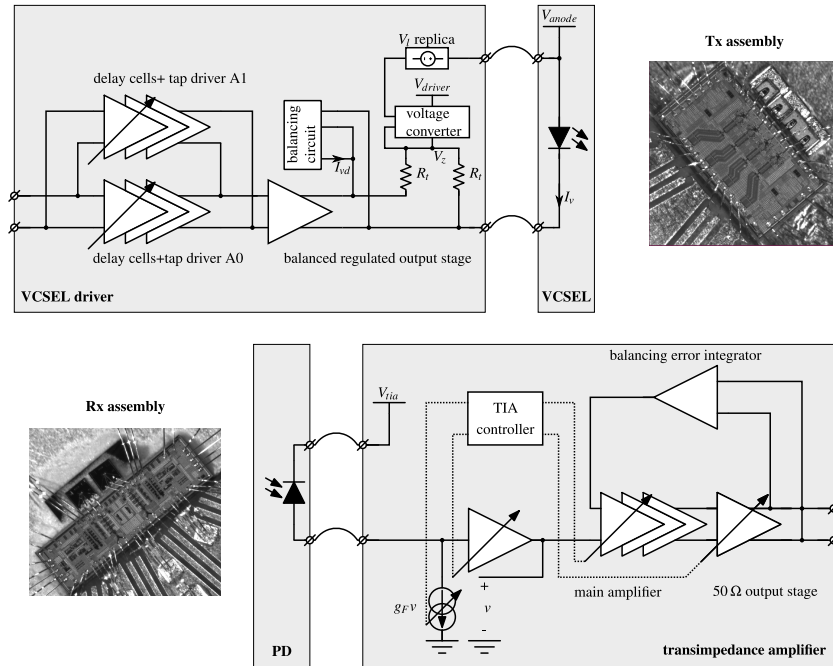 V_anode
V_l replica
Tx assembly
delay cells+ tap driver A1
V_driver
balancing
circuit
voltage
converter
I_vd
V_z
R_t
R_t
I_v
delay cells+tap driver A0
balanced regulated output stage
VCSEL driver
VCSEL
balancing error integrator
Rx assembly
V_tia
TIA
controller
+
g_F v
v
-
main amplifier
50 Ω output stage
PD
transimpedance amplifier